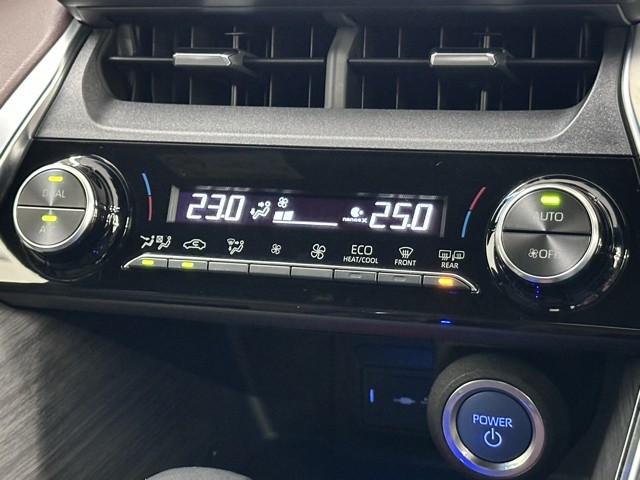 DUAL
23.0
nanoe X
25.0
AUTO
OFF
ECO
HEAT/COOL
FRONT
REAR
POWER